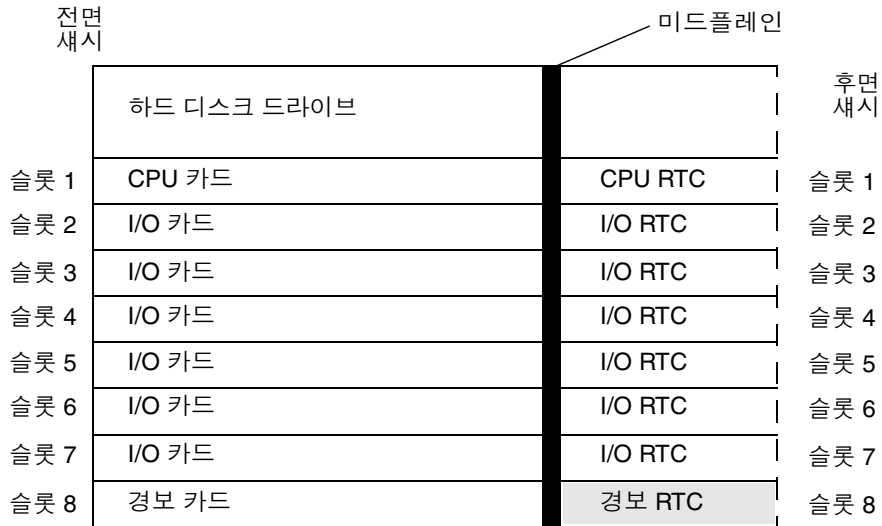 전면
섀시
미드플레인
후면
섀시
하드 디스크 드라이브
슬롯 1 CPU 카드 CPU RTC 슬롯 1
슬롯 2 I/O 카드 I/O RTC 슬롯 2
슬롯 3 I/O 카드 I/O RTC 슬롯 3
슬롯 4 I/O 카드 I/O RTC 슬롯 4
슬롯 5 I/O 카드 I/O RTC 슬롯 5
슬롯 6 I/O 카드 I/O RTC 슬롯 6
슬롯 7 I/O 카드 I/O RTC 슬롯 7
슬롯 8 경보 카드 경보 RTC 슬롯 8